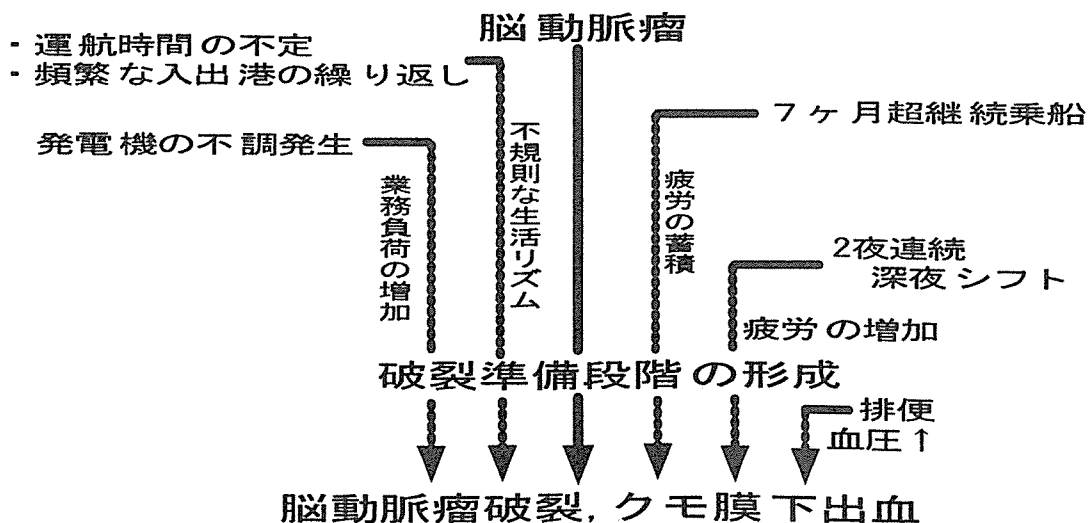 脳動脈瘤
・運航時間の不定
・頻繁な入出港の繰り返し
発電機の不調発生
7ヶ月超継続乗船
業務負荷の増加
不規則な生活リズム
疲労の蓄積
2夜連続
深夜シフト
疲労の増加
破裂準備段階の形成
排便
血圧↑
脳動脈瘤破裂,クモ膜下出血